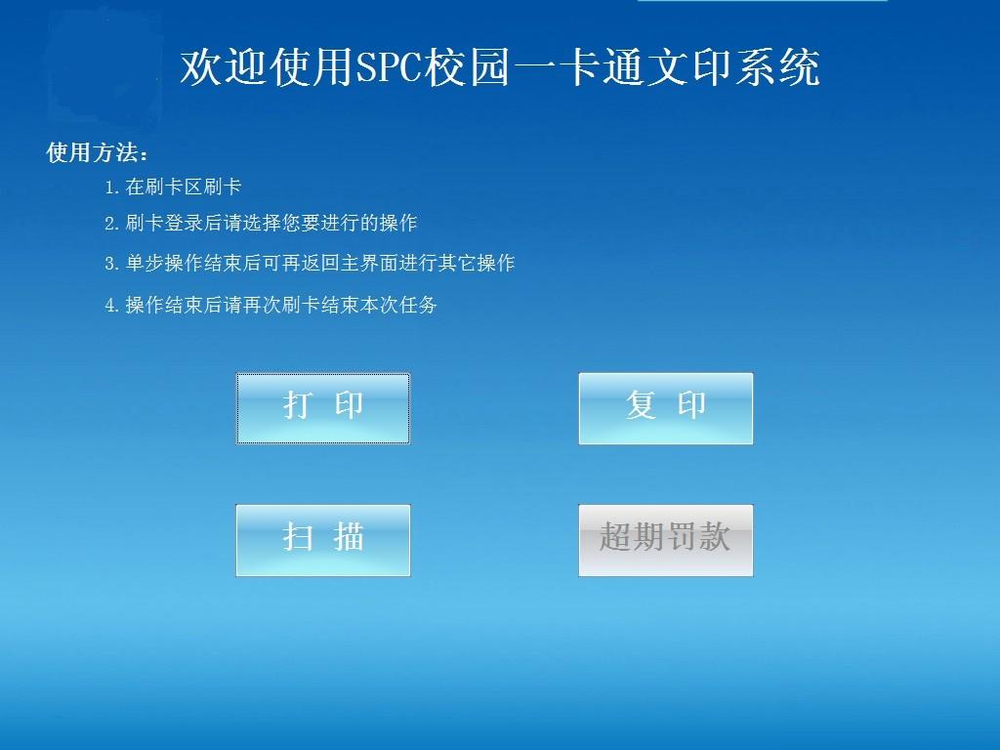 欢迎使用SPC校园一卡通文印系统
使用方法：
1. 在刷卡区刷卡
2. 刷卡登录后请选择您要进行的操作
3. 单步操作结束后可再返回主界面进行其它操作
4. 操作结束后请再次刷卡结束本次任务
打 印
复 印
扫 描
超期罚款